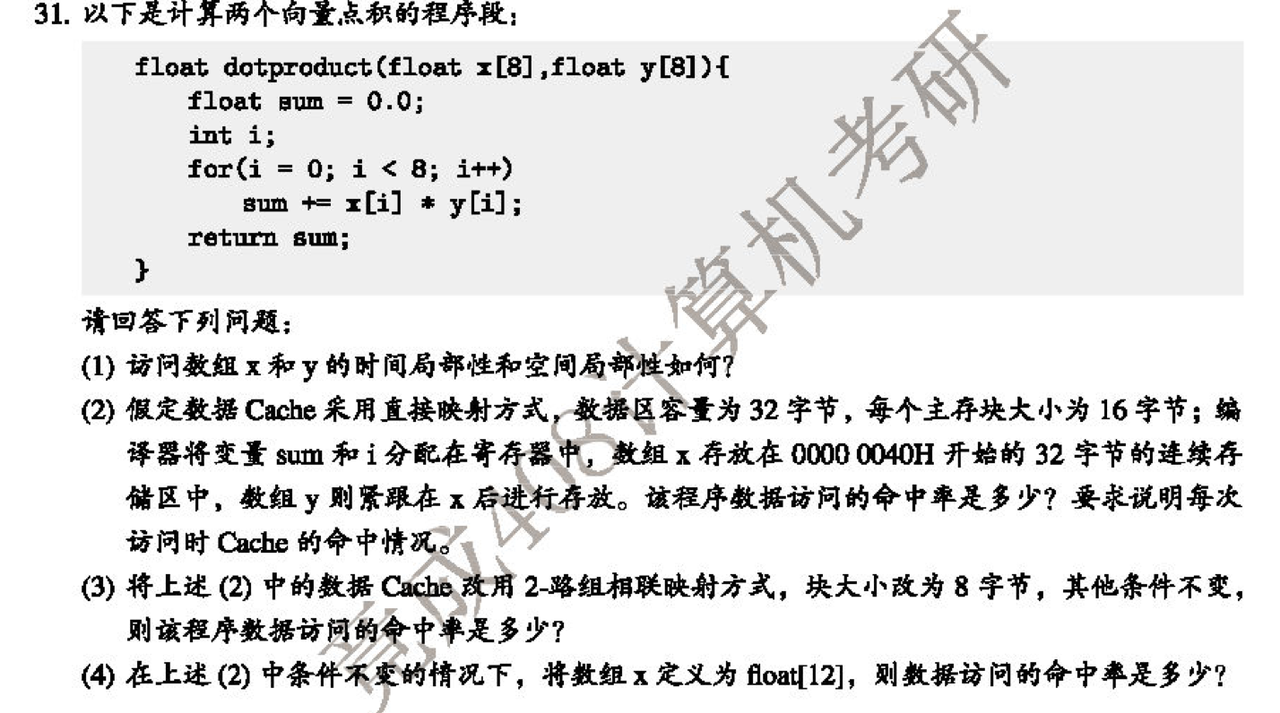 31. 以下是计算两个向量点积的程序段:
float dotproduct(float x[8],float y[8]){
float sum = 0.0;
int i;
for(i = 0; i < 8; i++)
sum += x[i] * y[i];
return sum;
}
请回答下列问题:
(1) 访问数组 x 和 y 的时间局部性和空间局部性如何?
(2) 假定数据 Cache 采用直接映射方式, 数据区容量为 32 字节, 每个主存块大小为 16 字节; 编
译器将变量 sum 和 i 分配在寄存器中, 数组 x 存放在 0000 0040H 开始的 32 字节的连续存
储区中, 数组 y 则紧跟在 x 后进行存放。该程序数据访问的命中率是多少? 要求说明每次
访问时 Cache 的命中情况。
(3) 将上述 (2) 中的数据 Cache 改用 2-路组相联映射方式, 块大小改为 8 字节, 其他条件不变,
则该程序数据访问的命中率是多少?
(4) 在上述 (2) 中条件不变的情况下, 将数组 x 定义为 float[12], 则数据访问的命中率是多少?
竟成408计算机考研